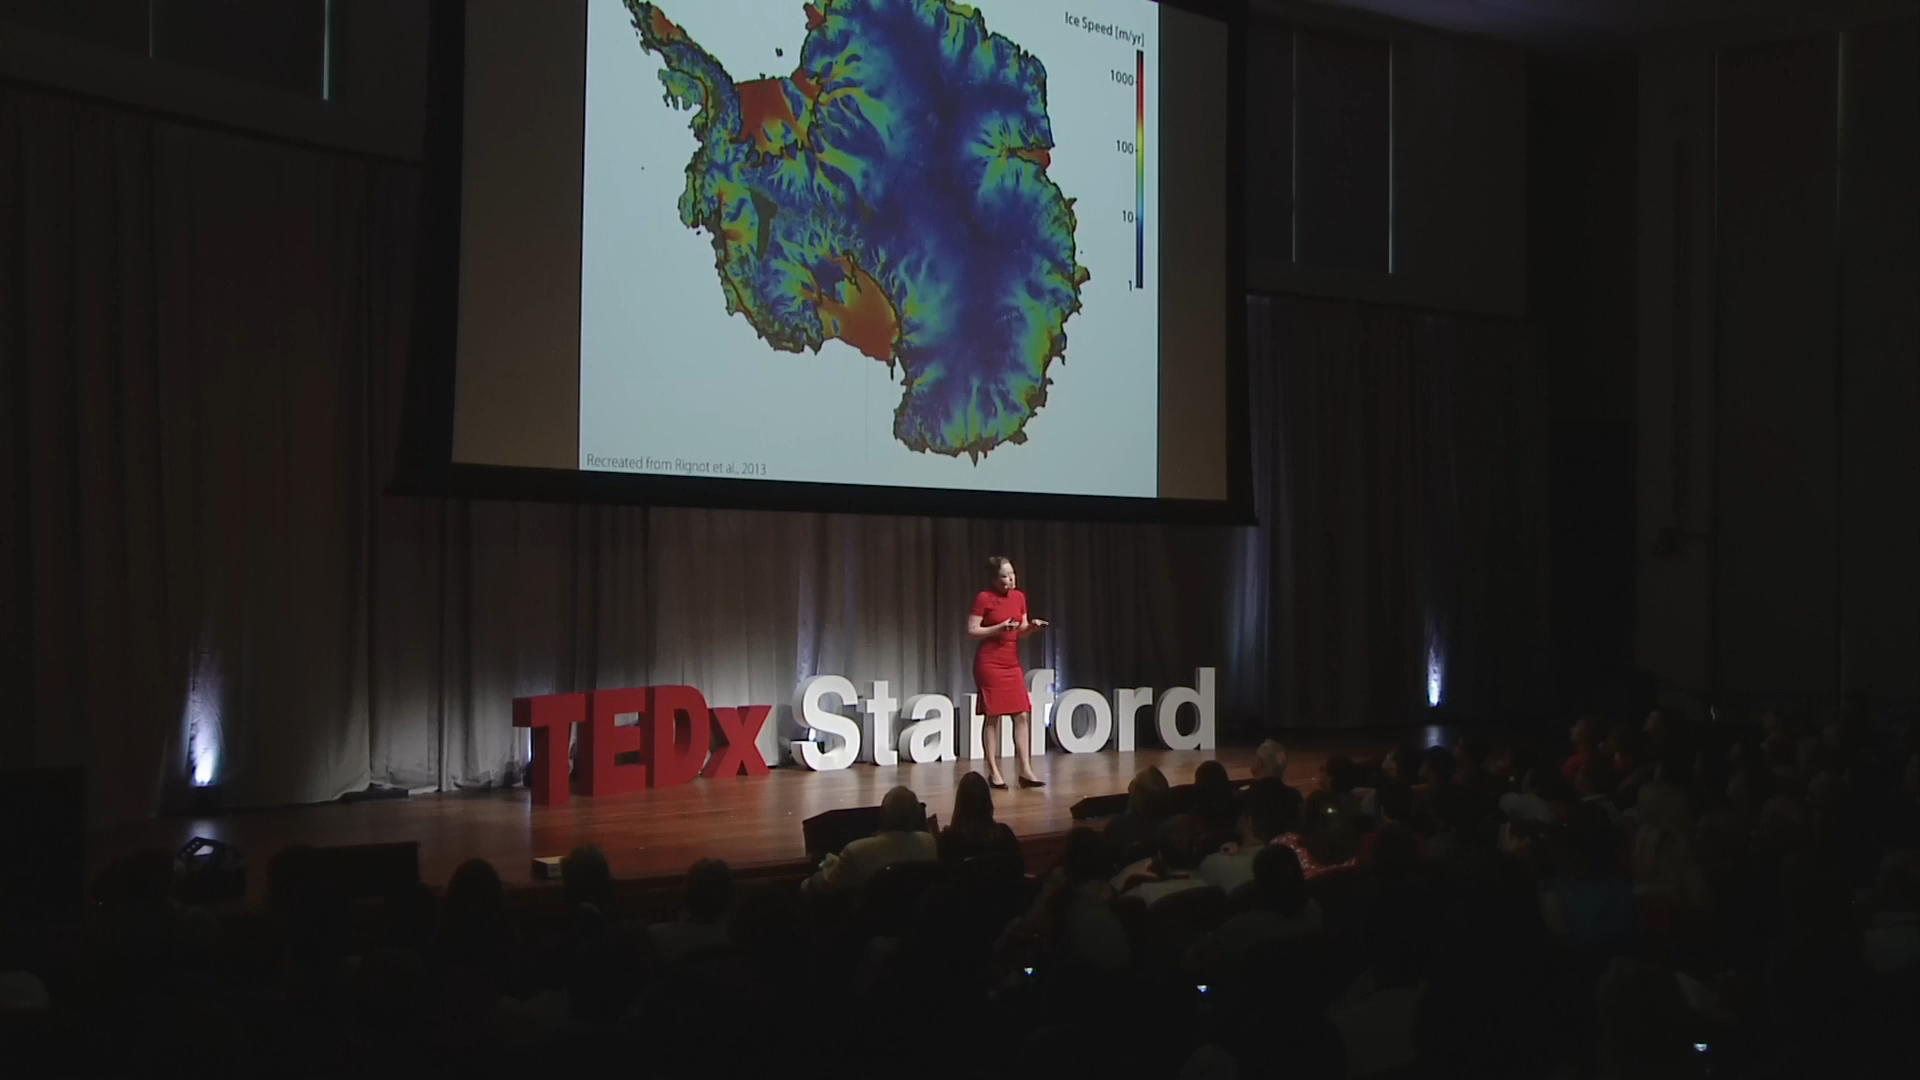 Ice Speed [m/yr]
1000
100
10
1
Recreated from Rignot et al., 2013
TEDx Stanford